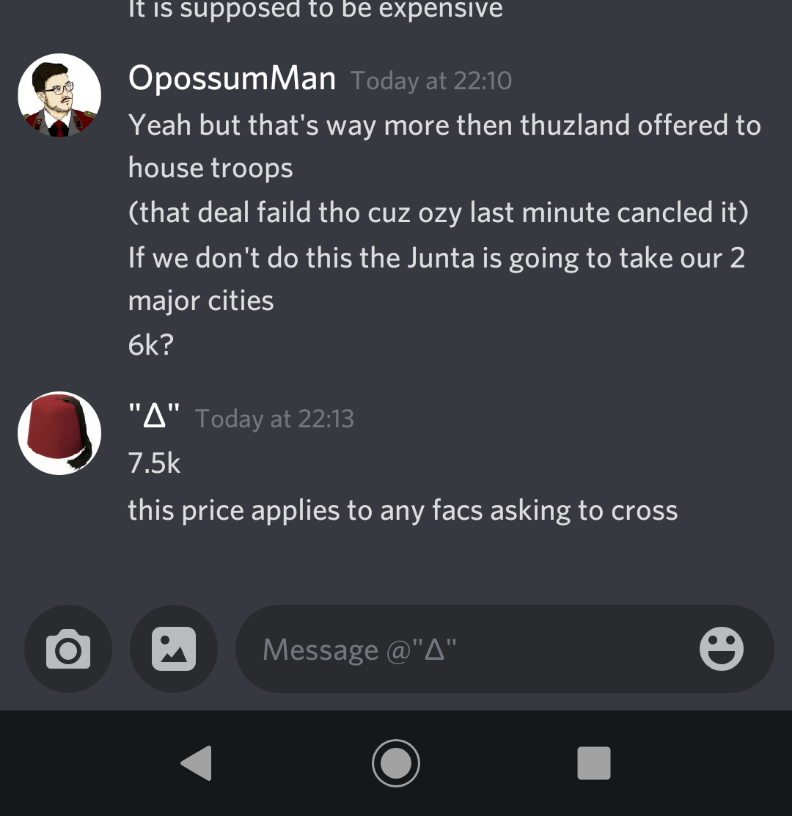 It is supposed to be expensive
OpossumMan Today at 22:10
Yeah but that's way more then thuzland offered to
house troops
(that deal faild tho cuz ozy last minute cancled it)
If we don't do this the Junta is going to take our 2
major cities
6k?
"Δ" Today at 22:13
7.5k
this price applies to any facs asking to cross
Message @"Δ"